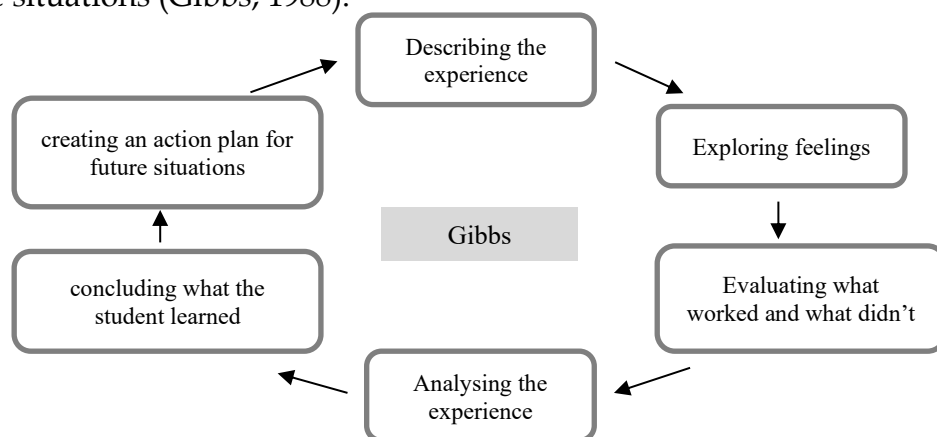 situations (Gibbs, 1988).
Describing the
experience
Exploring feelings
Evaluating what
worked and what didn’t
Analysing the
experience
concluding what the
student learned
creating an action plan for
future situations
Gibbs